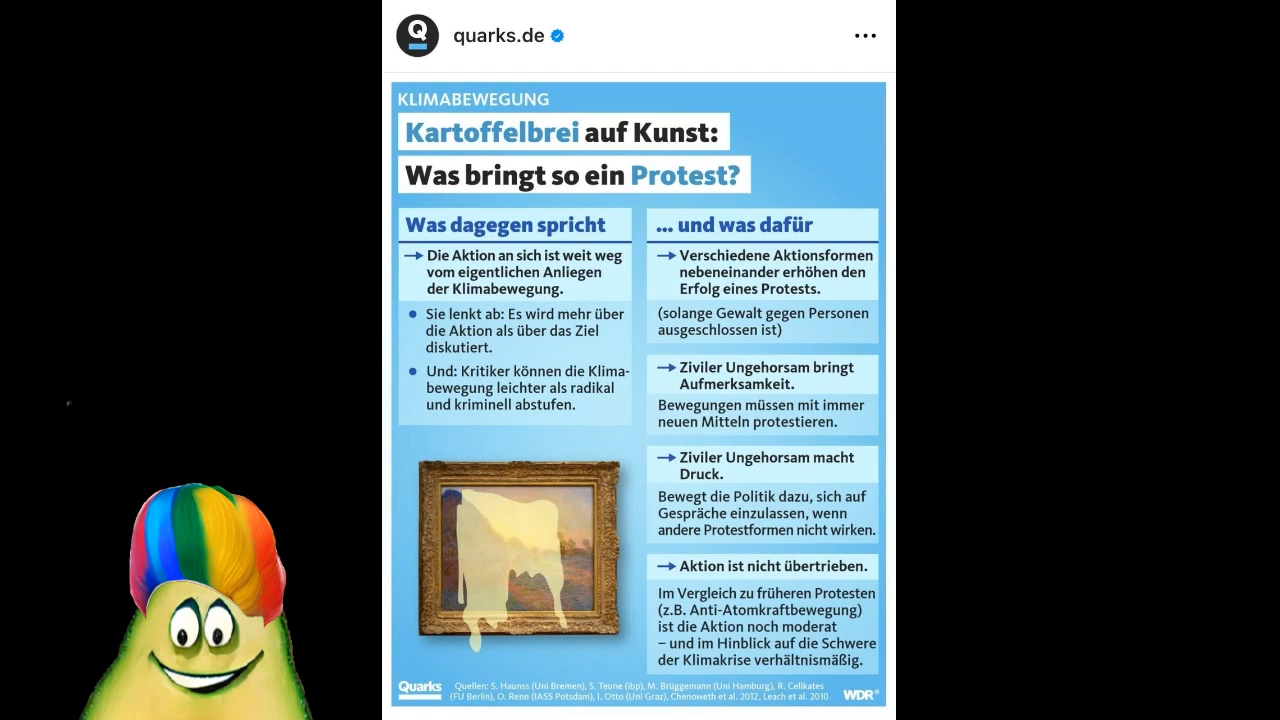 quarks.de
KLIMABEWEGUNG
Kartoffelbrei auf Kunst:
Was bringt so ein Protest?
Was dagegen spricht
→ Die Aktion an sich ist weit weg
vom eigentlichen Anliegen
der Klimabewegung.
• Sie lenkt ab: Es wird mehr über
die Aktion als über das Ziel
diskutiert.
• Und: Kritiker können die Klima-
bewegung leichter als radikal
und kriminell abstufen.
... und was dafür
→ Verschiedene Aktionsformen
nebeneinander erhöhen den
Erfolg eines Protests.
(solange Gewalt gegen Personen
ausgeschlossen ist)
→ Ziviler Ungehorsam bringt
Aufmerksamkeit.
Bewegungen müssen mit immer
neuen Mitteln protestieren.
→ Ziviler Ungehorsam macht
Druck.
Bewegt die Politik dazu, sich auf
Gespräche einzulassen, wenn
andere Protestformen nicht wirken.
→ Aktion ist nicht übertrieben.
Im Vergleich zu früheren Protesten
(z.B. Anti-Atomkraftbewegung)
ist die Aktion noch moderat
– und im Hinblick auf die Schwere
der Klimakrise verhältnismäßig.
Quarks
Quellen: S. Haunss (Uni Bremen), S. Teune (ibp), M. Brüggemann (Uni Hamburg), R. Celikates
(FU Berlin), O. Renn (IASS Potsdam), I. Otto (Uni Graz), Chenoweth et al. 2012, Leach et al. 2010
WDR